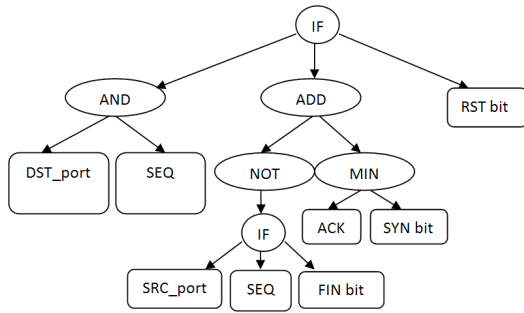 IF
AND
ADD
RST bit
DST_port
SEQ
NOT
MIN
ACK
SYN bit
IF
SRC_port
SEQ
FIN bit